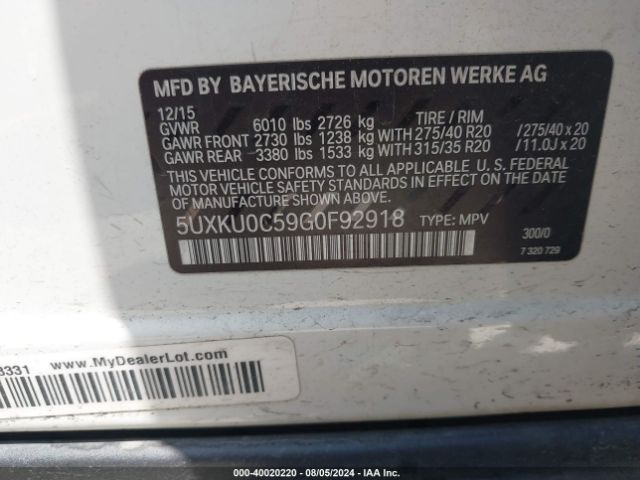 MFD BY BAYERISCHE MOTOREN WERKE AG
12/15
GVWR 6010 lbs 2726 kg TIRE / RIM
GAWR FRONT 2730 lbs 1238 kg WITH 275/40 R20 /275/40 x 20
GAWR REAR 3380 lbs 1533 kg WITH 315/35 R20 /11.0J x 20
THIS VEHICLE CONFORMS TO ALL APPLICABLE U. S. FEDERAL
MOTOR VEHICLE SAFETY STANDARDS IN EFFECT ON THE DATE
OF MANUFACTURE SHOWN ABOVE.
5UXKU0C59G0F92918 TYPE: MPV
300/0
7 320 729
3331 www.MyDealerLot.com
000-40020220 - 08/05/2024 - IAA Inc.